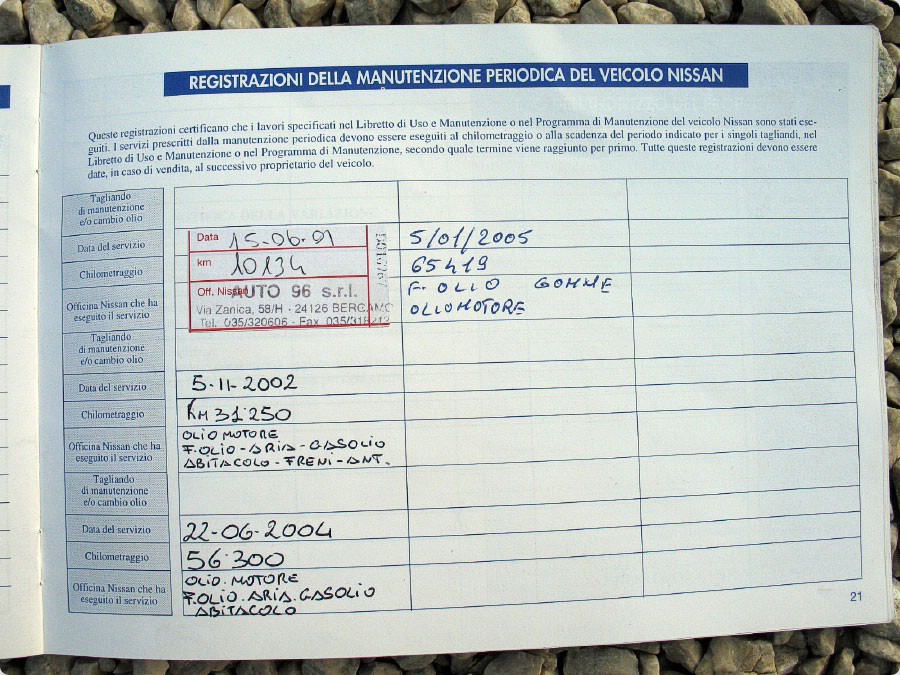 REGISTRAZIONI DELLA MANUTENZIONE PERIODICA DEL VEICOLO NISSAN
Queste registrazioni certificano che i lavori specificati nel Libretto di Uso e Manutenzione o nel Programma di Manutenzione del veicolo Nissan sono stati ese-
guiti. I servizi prescritti dalla manutenzione periodica devono essere eseguiti al chilometraggio o alla scadenza del periodo indicato per i singoli tagliandi, nel
Libretto di Uso e Manutenzione o nel Programma di Manutenzione, secondo quale termine viene raggiunto per primo. Tutte queste registrazioni devono essere
date, in caso di vendita, al successivo proprietario del veicolo.
Tagliando
di manutenzione
e/o cambio olio
Data del servizio
Data 15-06-01
5/01/2005
Chilometraggio
km 10134
65419
Officina Nissan che ha
eseguito il servizio
Off. Nissan AUTO 96 s.r.l.
Via Zanica, 58/H - 24126 BERGAMO
Tel. 035/320606 - Fax 035/
F. OLIO GOMME
OLIOMOTORE
Tagliando
di manutenzione
e/o cambio olio
Data del servizio
5-11-2002
Chilometraggio
KM 31250
Officina Nissan che ha
eseguito il servizio
OLIO MOTORE
F.OLIO-ARIA-GASOLIO
ABITACOLO-FRENI-ANT.
Tagliando
di manutenzione
e/o cambio olio
Data del servizio
22-06-2004
Chilometraggio
56.300
Officina Nissan che ha
eseguito il servizio
OLIO.MOTORE
F.OLIO.ARIA.GASOLIO
ABITACOLO
21